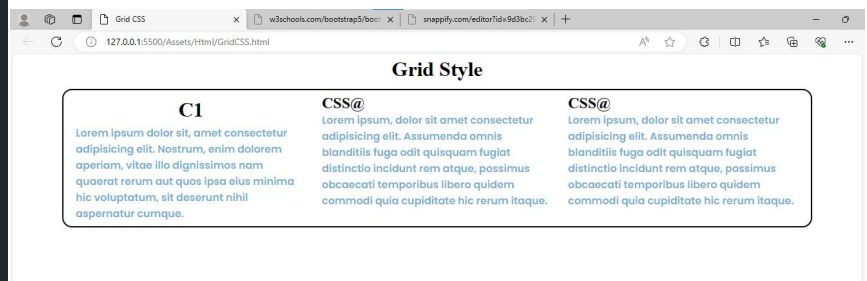 Grid CSS
w3schools.com/bootstrap5/boot
snappify.com/editor?id=9d3bc25
127.0.0.1:5500/Assets/Html/GridCSS.html
Grid Style
C1
Lorem ipsum dolor sit, amet consectetur
adipisicing elit. Nostrum, enim dolorem
aperiam, vitae illo dignissimos nam
quaerat rerum aut quos ipsa eius minima
hic voluptatum, sit deserunt nihil
aspernatur cumque.
CSS@
Lorem ipsum, dolor sit amet consectetur
adipisicing elit. Assumenda omnis
blanditiis fuga odit quisquam fugiat
distinctio incidunt rem atque, possimus
obcaecati temporibus libero quidem
commodi quia cupiditate hic rerum itaque.
CSS@
Lorem ipsum, dolor sit amet consectetur
adipisicing elit. Assumenda omnis
blanditiis fuga odit quisquam fugiat
distinctio incidunt rem atque, possimus
obcaecati temporibus libero quidem
commodi quia cupiditate hic rerum itaque.